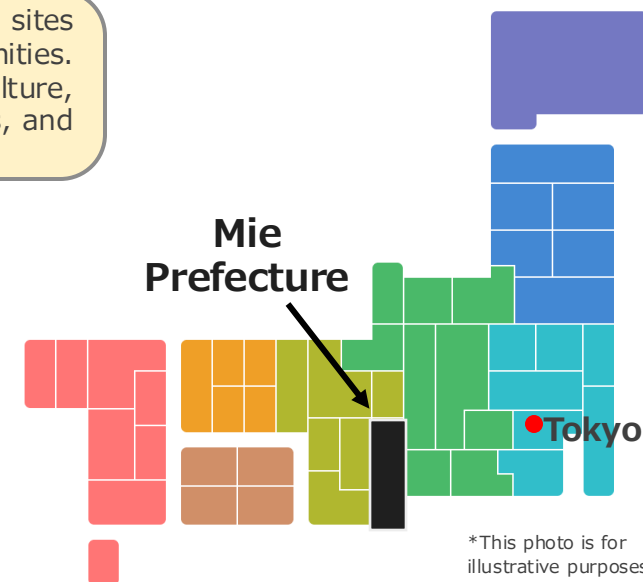 sites
nities.
lture,
, and
Mie
Prefecture
Tokyo
*This photo is for
illustrative purposes